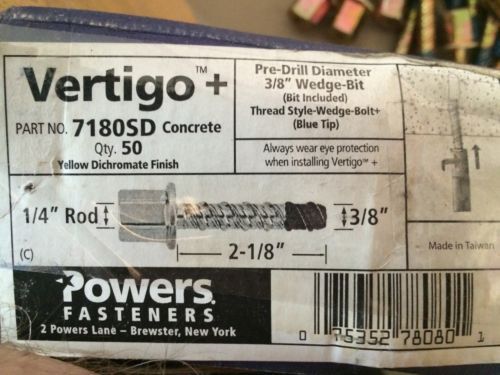 Vertigo™+
PART NO. 7180SD Concrete
Qty. 50
Yellow Dichromate Finish
Pre-Drill Diameter
3/8" Wedge-Bit
(Bit Included)
Thread Style-Wedge-Bolt+
(Blue Tip)
Always wear eye protection
when installing Vertigo™+
1/4" Rod
3/8"
2-1/8"
(C)
Made in Taiwan
Powers
FASTENERS
2 Powers Lane – Brewster, New York
0 75352 78080 1